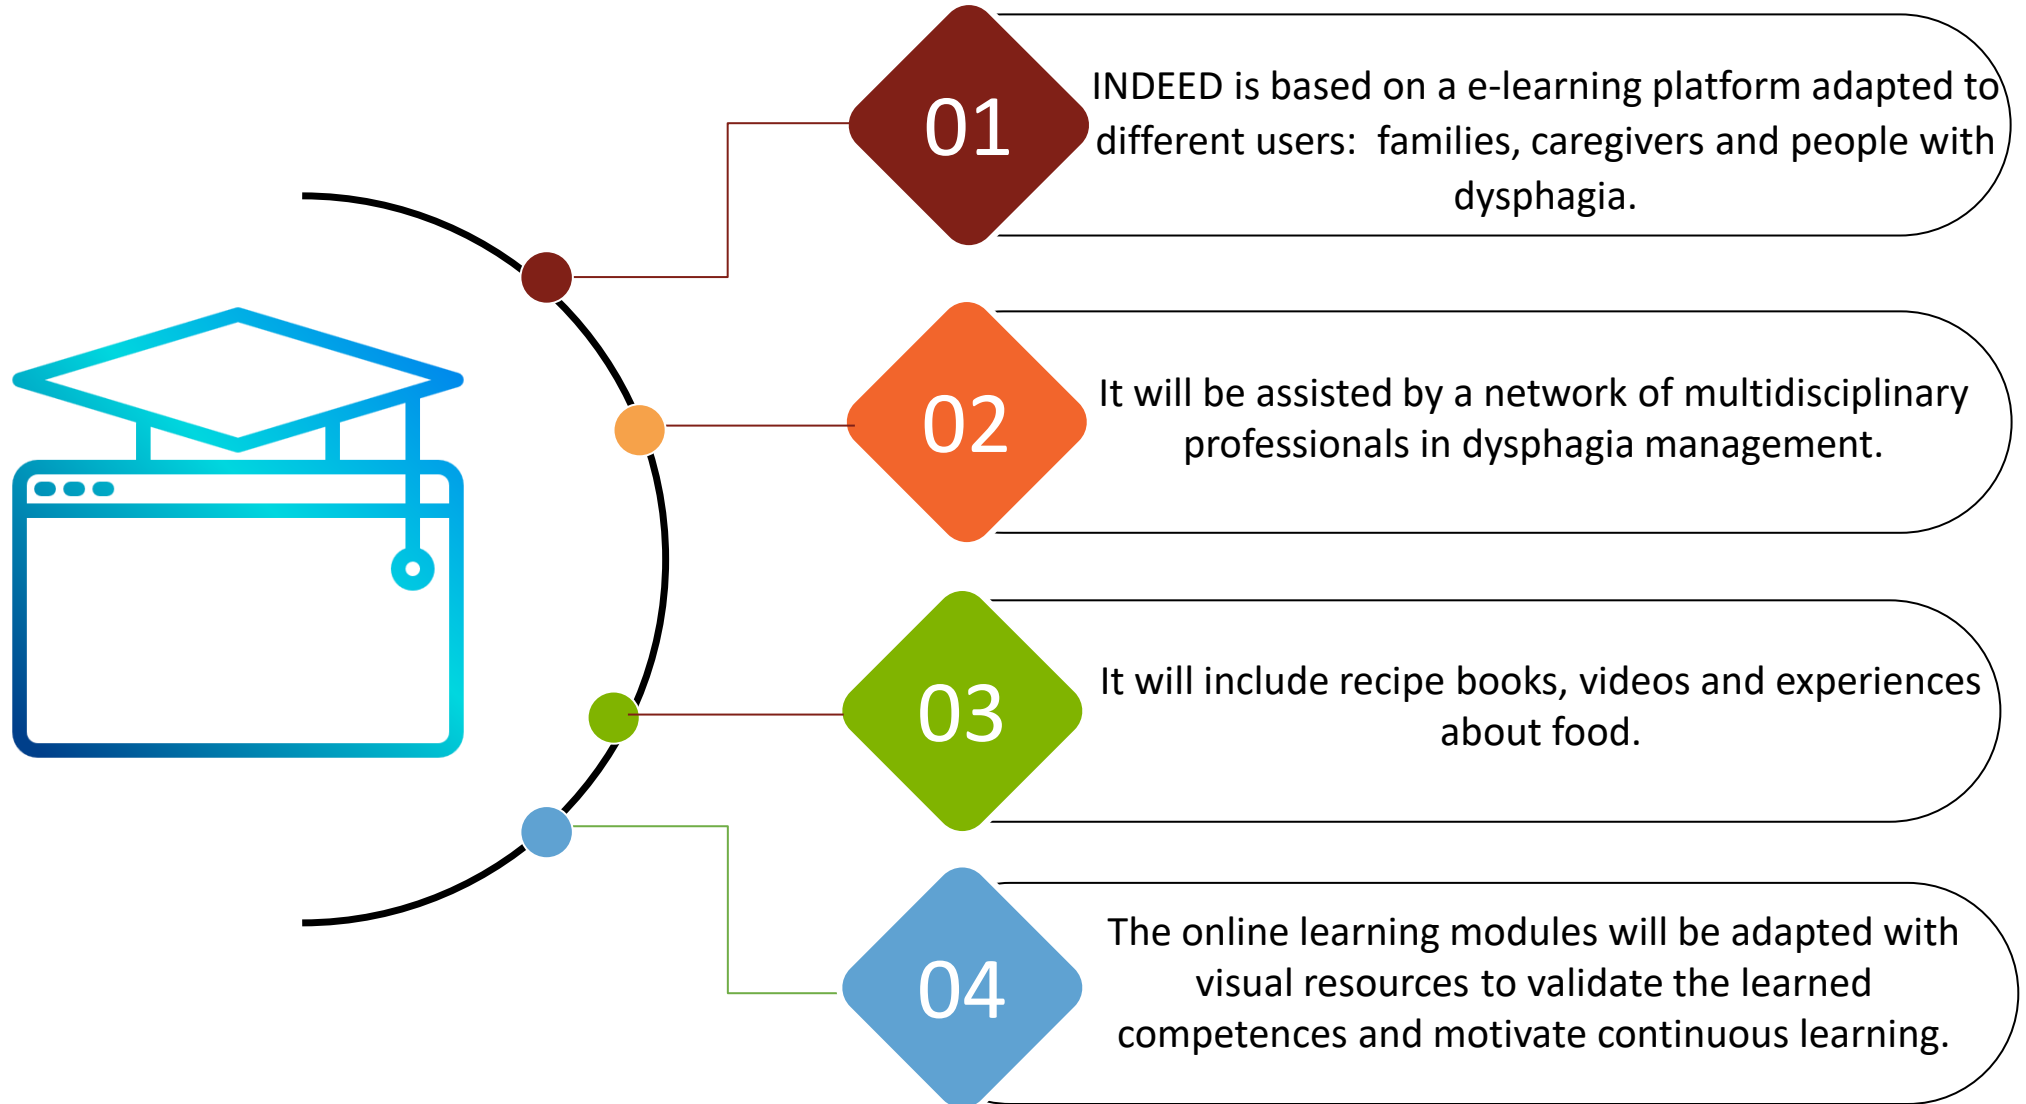 01
INDEED is based on a e-learning platform adapted to
different users:  families, caregivers and people with
dysphagia.
02
It will be assisted by a network of multidisciplinary
professionals in dysphagia management.
03
It will include recipe books, videos and experiences
about food.
04
The online learning modules will be adapted with
visual resources to validate the learned
competences and motivate continuous learning.